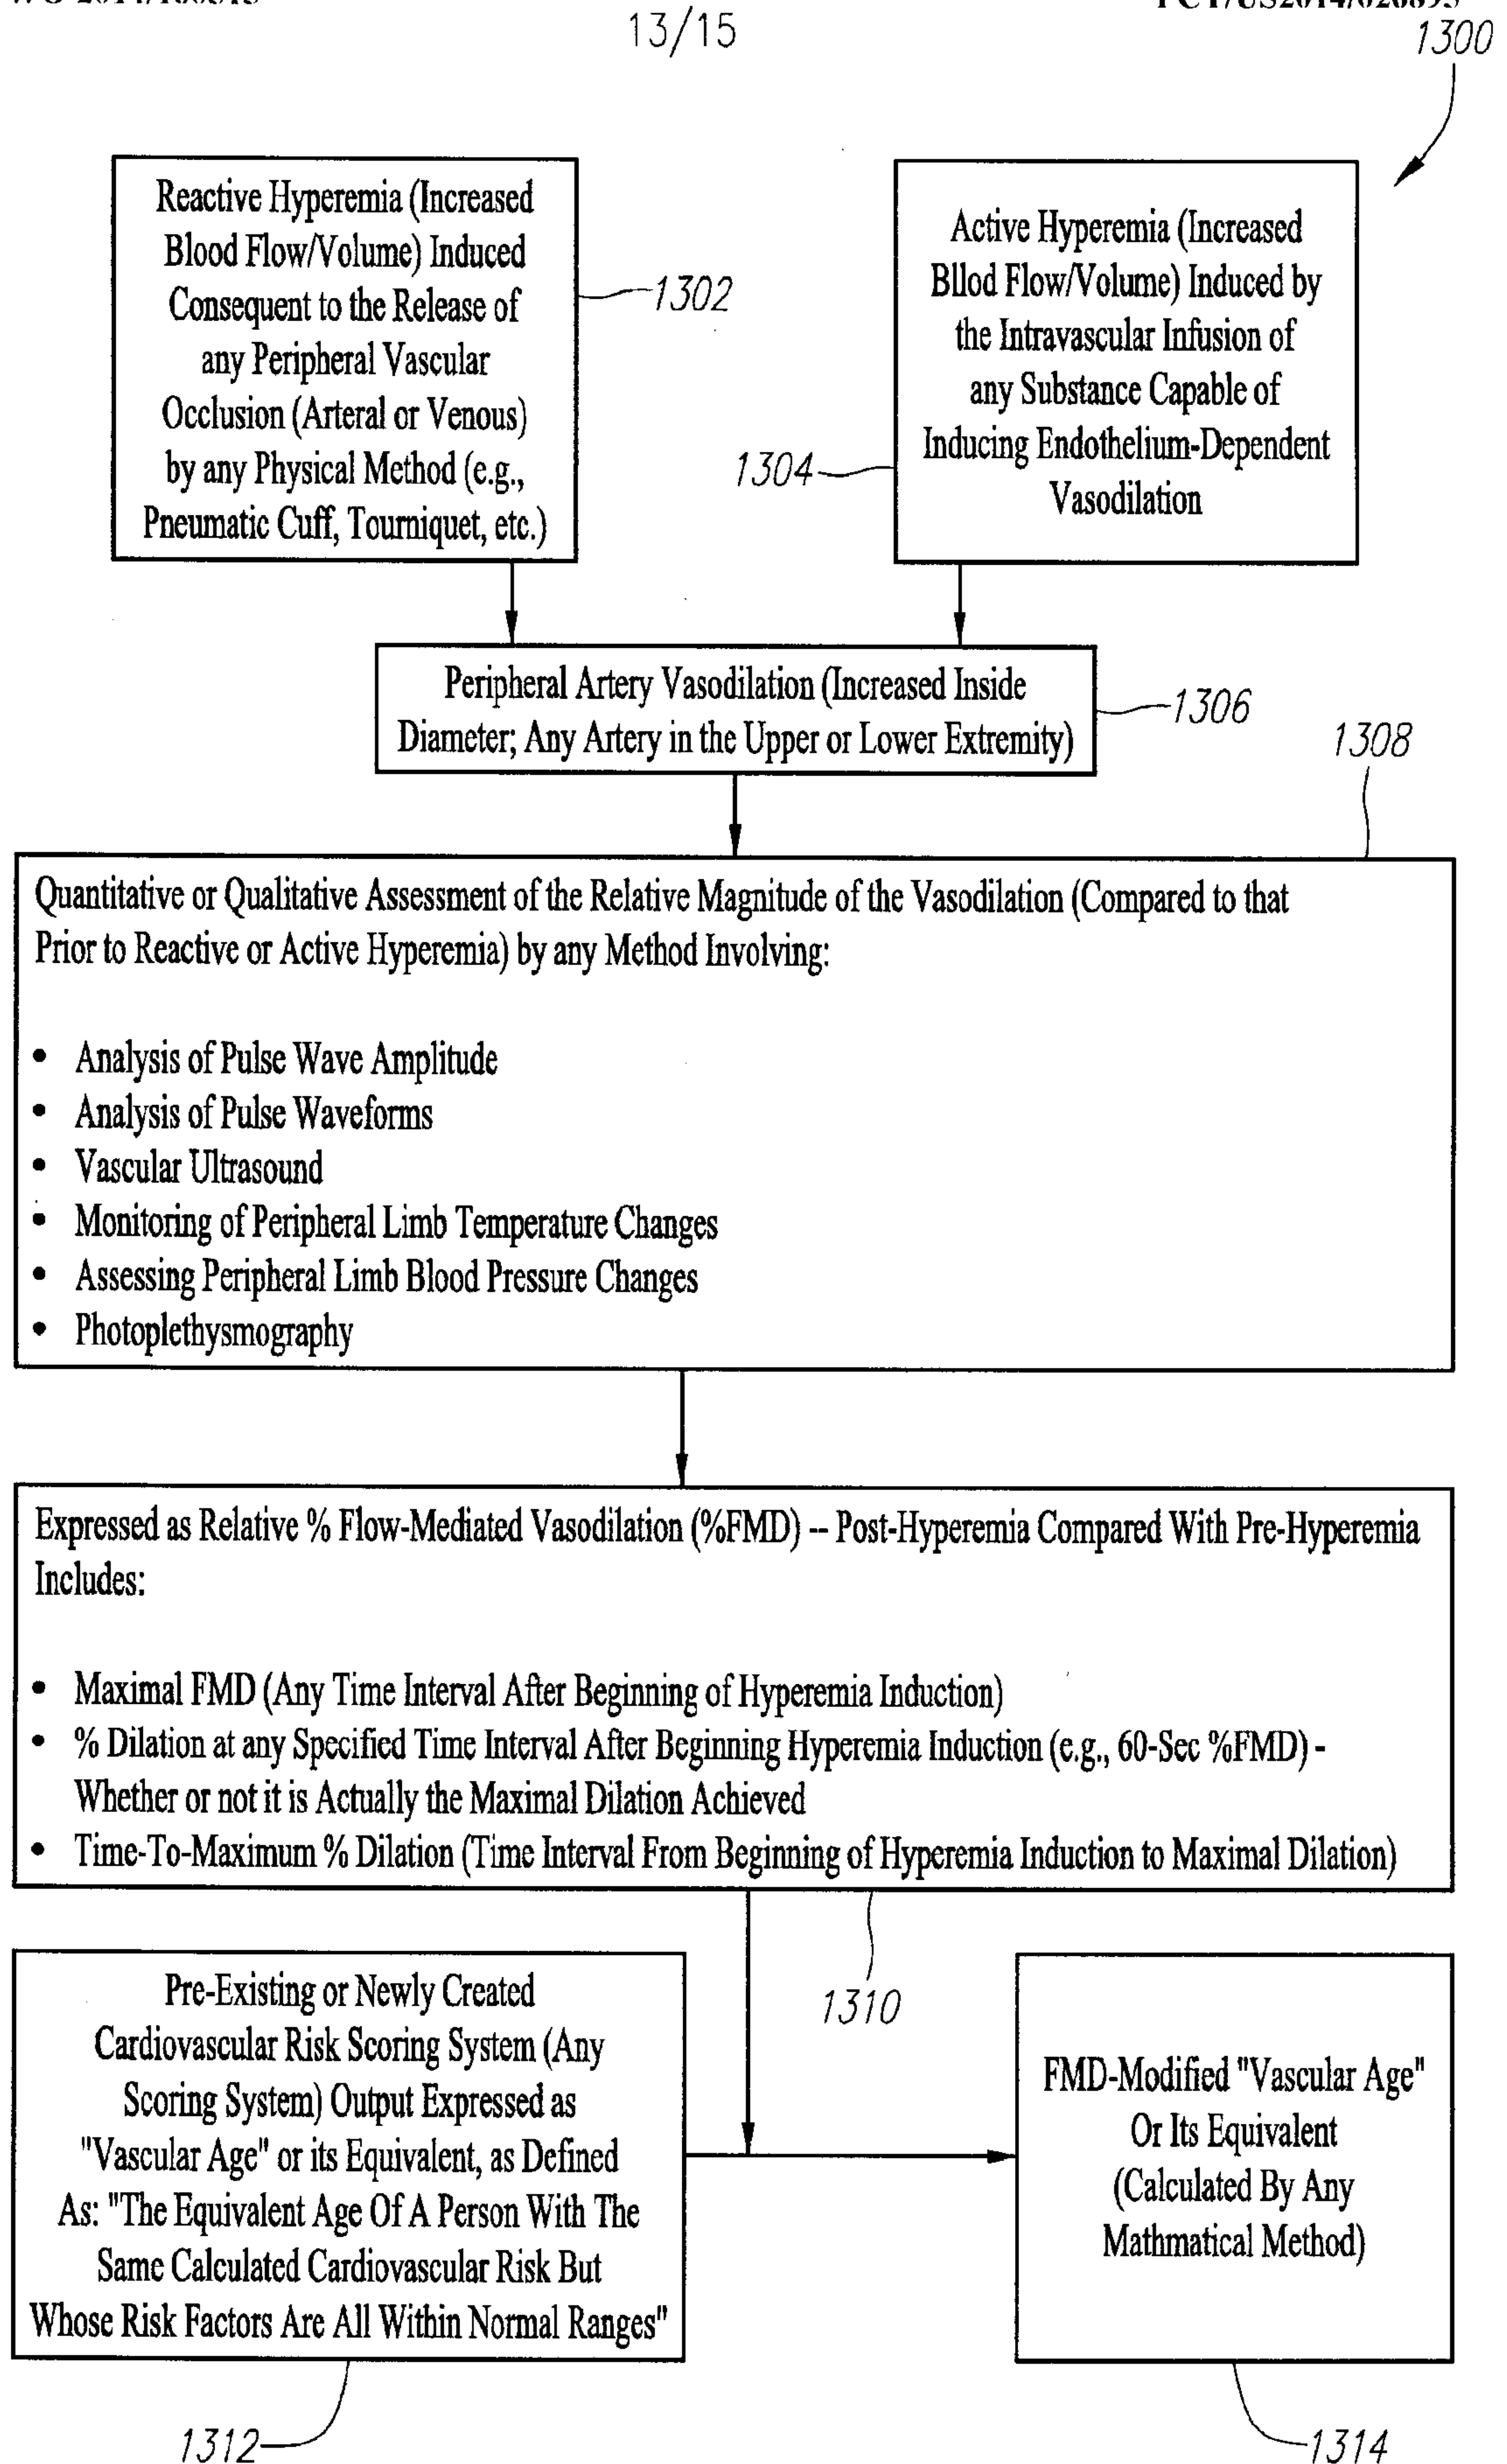 13/15
1300
Reactive Hyperemia (Increased
Blood Flow/Volume) Induced
Consequent to the Release of
any Peripheral Vascular
Occlusion (Arteral or Venous)
by any Physical Method (e.g.,
Pneumatic Cuff, Tourniquet, etc.)
1302
Active Hyperemia (Increased
Bllod Flow/Volume) Induced by
the Intravascular Infusion of
any Substance Capable of
Inducing Endothelium-Dependent
Vasodilation
1304
Peripheral Artery Vasodilation (Increased Inside
Diameter; Any Artery in the Upper or Lower Extremity)
1306
1308
Quantitative or Qualitative Assessment of the Relative Magnitude of the Vasodilation (Compared to that
Prior to Reactive or Active Hyperemia) by any Method Involving:
• Analysis of Pulse Wave Amplitude
• Analysis of Pulse Waveforms
• Vascular Ultrasound
• Monitoring of Peripheral Limb Temperature Changes
• Assessing Peripheral Limb Blood Pressure Changes
• Photoplethysmography
Expressed as Relative % Flow-Mediated Vasodilation (%FMD) -- Post-Hyperemia Compared With Pre-Hyperemia
Includes:
• Maximal FMD (Any Time Interval After Beginning of Hyperemia Induction)
• % Dilation at any Specified Time Interval After Beginning Hyperemia Induction (e.g., 60-Sec %FMD) -
Whether or not it is Actually the Maximal Dilation Achieved
• Time-To-Maximum % Dilation (Time Interval From Beginning of Hyperemia Induction to Maximal Dilation)
1310
Pre-Existing or Newly Created
Cardiovascular Risk Scoring System (Any
Scoring System) Output Expressed as
"Vascular Age" or its Equivalent, as Defined
As: "The Equivalent Age Of A Person With The
Same Calculated Cardiovascular Risk But
Whose Risk Factors Are All Within Normal Ranges"
1312
FMD-Modified "Vascular Age"
Or Its Equivalent
(Calculated By Any
Mathmatical Method)
1314